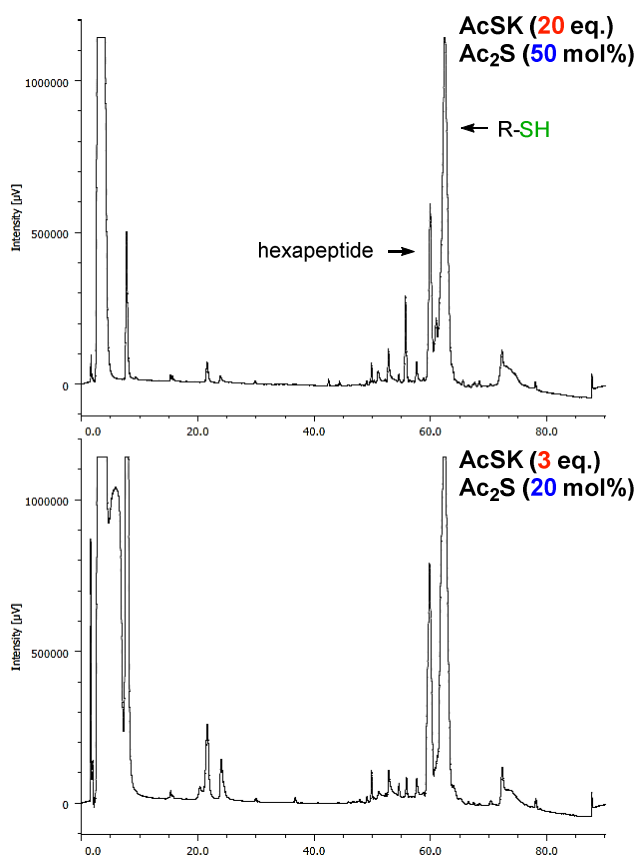 AcSK (20 eq.)
Ac₂S (50 mol%)
1000000
R-SH
Intensity [µV]
hexapeptide
500000
0
0.0 20.0 40.0 60.0 80.0
AcSK (3 eq.)
Ac₂S (20 mol%)
1000000
Intensity [µV]
500000
0
0.0 20.0 40.0 60.0 80.0